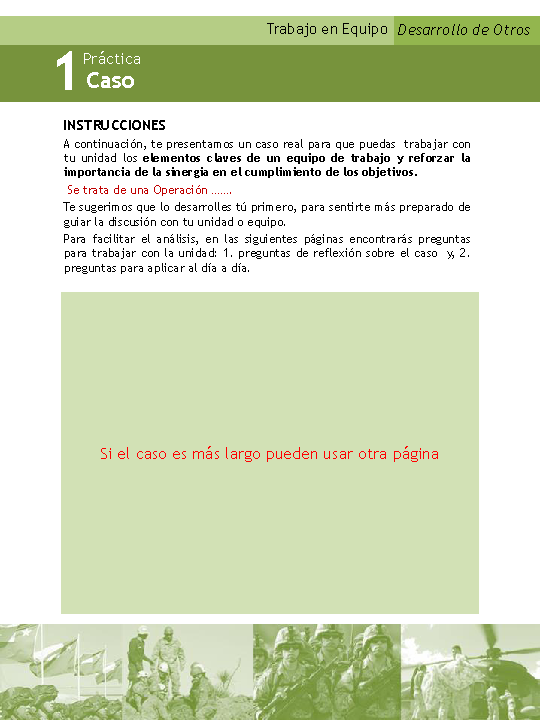 Trabajo en Equipo Desarrollo de Otros
1 Práctica
Caso
INSTRUCCIONES
A continuación, te presentamos un caso real para que puedas trabajar con
tu unidad los elementos claves de un equipo de trabajo y reforzar la
importancia de la sinergia en el cumplimiento de los objetivos.
Se trata de una Operación .......
Te sugerimos que lo desarrolles tú primero, para sentirte más preparado de
guiar la discusión con tu unidad o equipo.
Para facilitar el análisis, en las siguientes páginas encontrarás preguntas
para trabajar con la unidad: 1. preguntas de reflexión sobre el caso y, 2.
preguntas para aplicar al día a día.
Si el caso es más largo pueden usar otra página